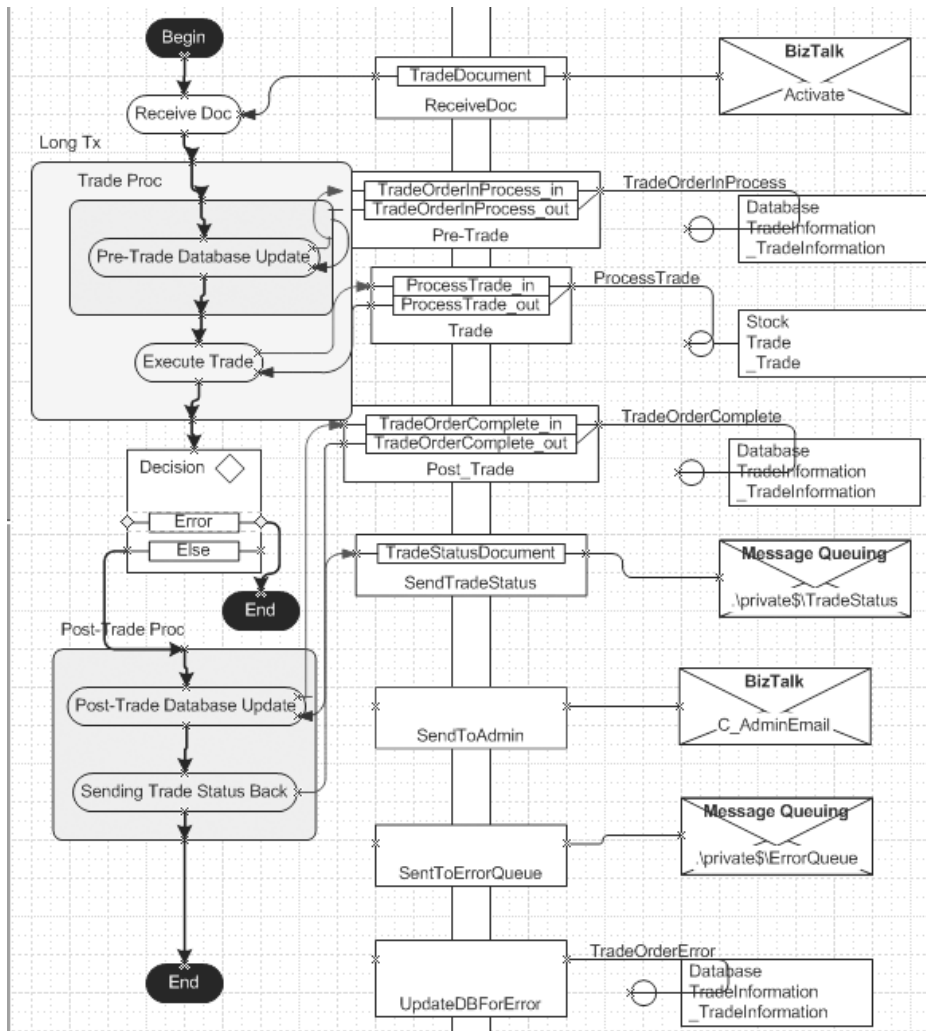 Begin
TradeDocument
ReceiveDoc
BizTalk
Activate
Receive Doc
Long Tx
Trade Proc
TradeOrderInProcess_in
TradeOrderInProcess_out
Pre-Trade
TradeOrderInProcess
Database
TradeInformation
_TradeInformation
Pre-Trade Database Update
ProcessTrade_in
ProcessTrade_out
Trade
ProcessTrade
Stock
Trade
_Trade
Execute Trade
TradeOrderComplete_in
TradeOrderComplete_out
Post_Trade
TradeOrderComplete
Database
TradeInformation
_TradeInformation
Decision
Error
Else
End
TradeStatusDocument
SendTradeStatus
Message Queuing
.\private$\TradeStatus
Post-Trade Proc
Post-Trade Database Update
SendToAdmin
BizTalk
C_AdminEmail
Sending Trade Status Back
SentToErrorQueue
Message Queuing
.\private$\ErrorQueue
End
UpdateDBForError
TradeOrderError
Database
TradeInformation
_TradeInformation